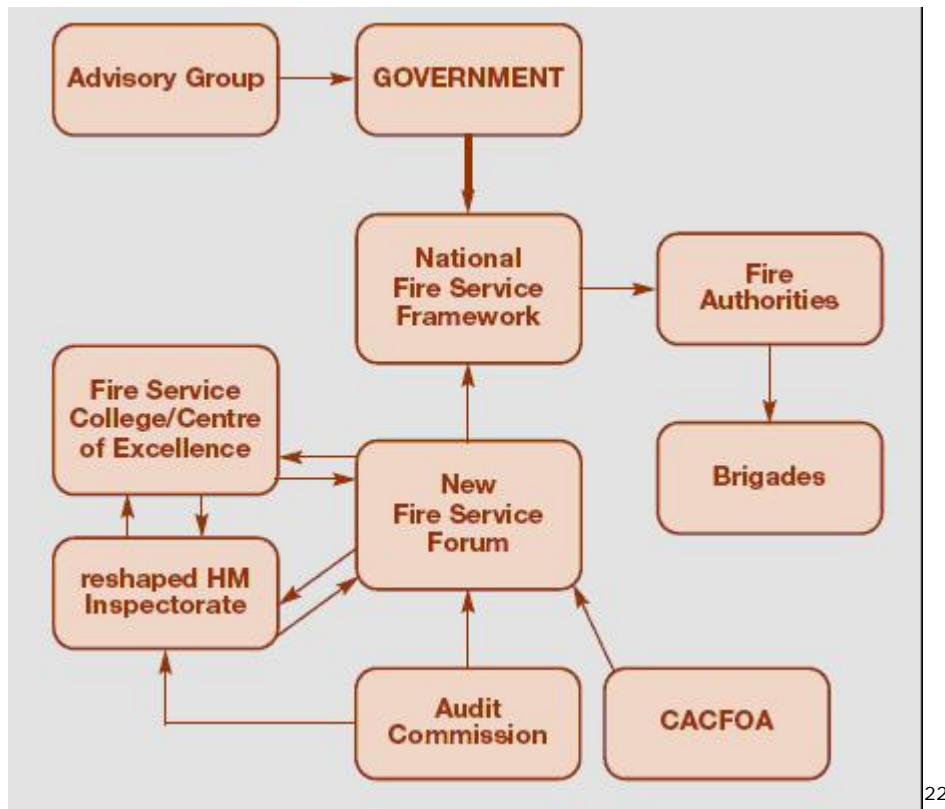 Advisory Group
GOVERNMENT
National
Fire Service
Framework
Fire
Authorities
Fire Service
College/Centre
of Excellence
New
Fire Service
Forum
Brigades
reshaped HM
Inspectorate
Audit
Commission
CACFOA
22